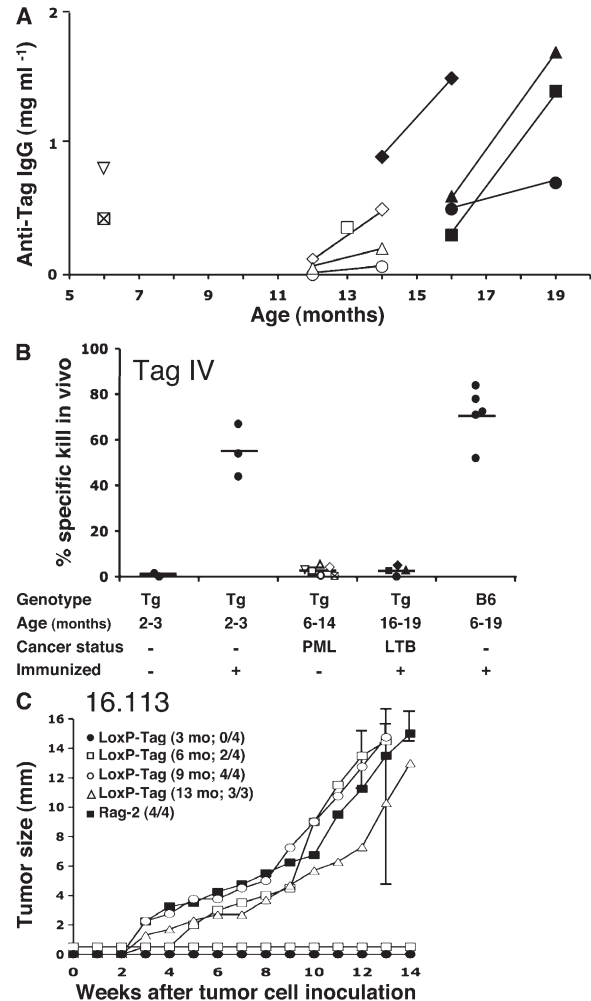 A
2
1
0
Anti-Tag IgG (mg ml -1)
5 7 9 11 13 15 17 19
Age (months)
B
Tag IV
100
80
60
40
20
0
% specific kill in vivo
Genotype Tg Tg Tg Tg B6
Age (months) 2-3 2-3 6-14 16-19 6-19
Cancer status - - PML LTB -
Immunized - + - + +
C
16.113
LoxP-Tag (3 mo; 0/4)
LoxP-Tag (6 mo; 2/4)
LoxP-Tag (9 mo; 4/4)
LoxP-Tag (13 mo; 3/3)
Rag-2 (4/4)
16
14
12
10
8
6
4
2
0
Tumor size (mm)
0 2 4 6 8 10 12 14
Weeks after tumor cell inoculation